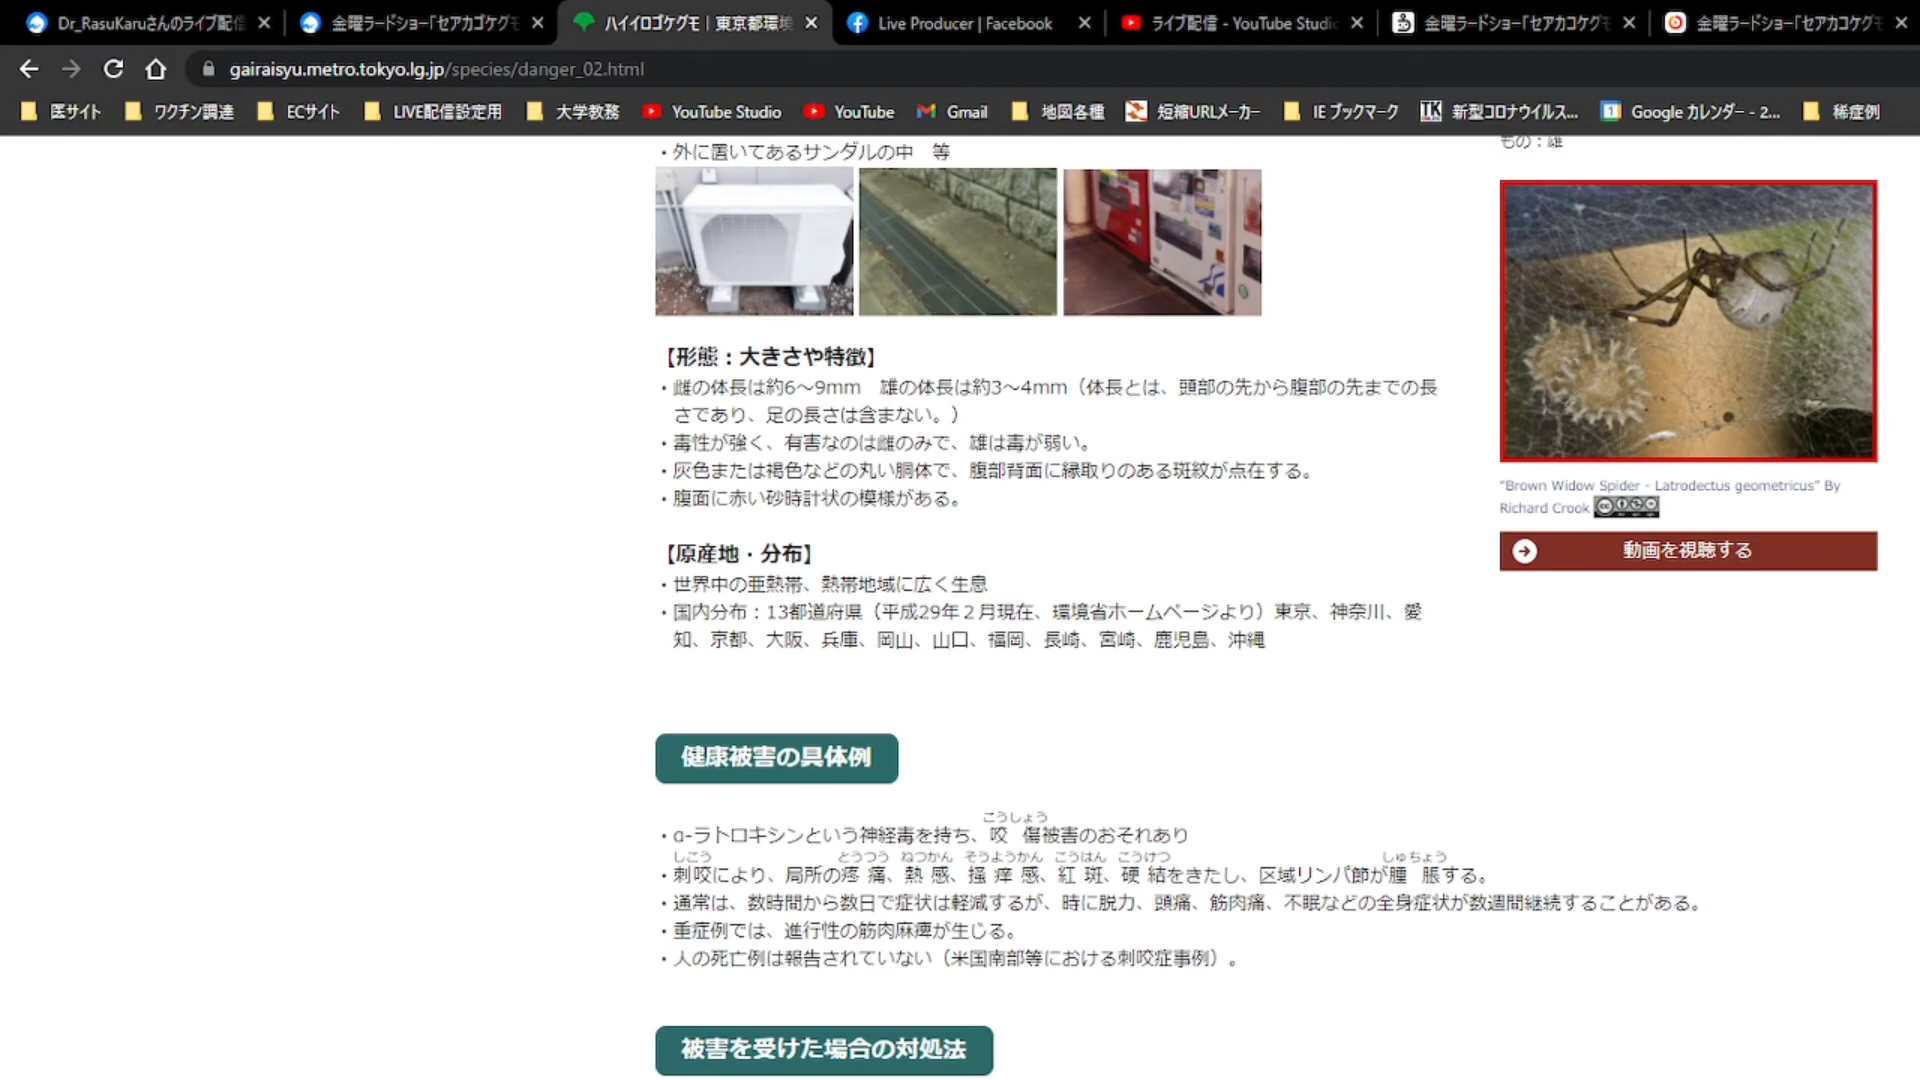 Dr_RasuKaruさんのライブ配信
金曜ラードショー「セアカゴケグモ
ハイイロゴケグモ | 東京都環境
Live Producer | Facebook
ライブ配信 - YouTube Studio
金曜ラードショー「セアカコケグモ
金曜ラードショー「セアカゴケグモ
gairaisyu.metro.tokyo.lg.jp/species/danger_02.html
医サイト
ワクチン調達
ECサイト
LIVE配信設定用
大学教務
YouTube Studio
YouTube
Gmail
地図各種
短縮URLメーカー
IE ブックマーク
新型コロナウイルス...
Google カレンダー - 2...
稀症例
・外に置いてあるサンダルの中　等
もの：雄
【形態：大きさや特徴】
・雌の体長は約6～9mm　雄の体長は約3～4mm（体長とは、頭部の先から腹部の先までの長
さであり、足の長さは含まない。）
・毒性が強く、有害なのは雌のみで、雄は毒が弱い。
・灰色または褐色などの丸い胴体で、腹部背面に縁取りのある斑紋が点在する。
・腹面に赤い砂時計状の模様がある。
"Brown Widow Spider - Latrodectus geometricus" By
Richard Crook
動画を視聴する
【原産地・分布】
・世界中の亜熱帯、熱帯地域に広く生息
・国内分布：13都道府県（平成29年２月現在、環境省ホームページより）東京、神奈川、愛
知、京都、大阪、兵庫、岡山、山口、福岡、長崎、宮崎、鹿児島、沖縄
健康被害の具体例
こうしょう
・α-ラトロキシンという神経毒を持ち、咬傷被害のおそれあり
しこう とうつう ねつかん そうようかん こうはん こうけつ しゅちょう
・刺咬により、局所の疼痛、熱感、掻痒感、紅斑、硬結をきたし、区域リンパ節が腫脹する。
・通常は、数時間から数日で症状は軽減するが、時に脱力、頭痛、筋肉痛、不眠などの全身症状が数週間継続することがある。
・重症例では、進行性の筋肉麻痺が生じる。
・人の死亡例は報告されていない（米国南部等における刺咬症事例）。
被害を受けた場合の対処法